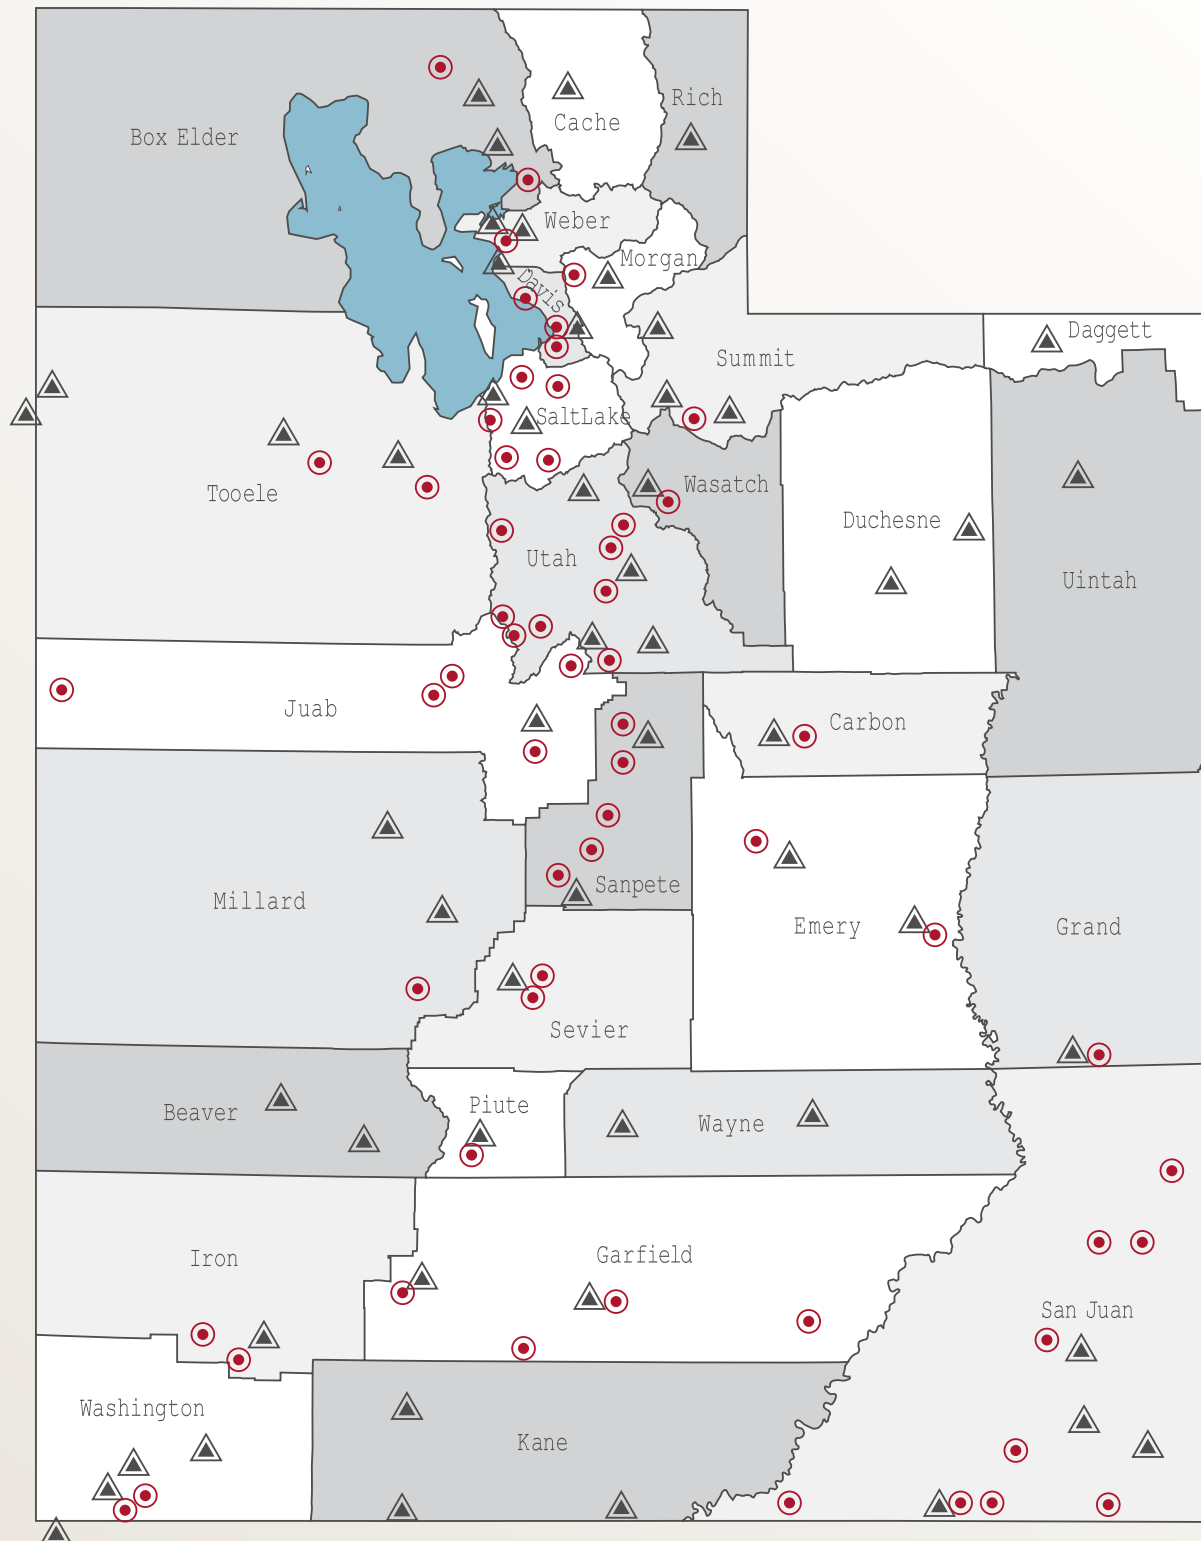 Rich
Cache
Box Elder
Weber
Morgan
Davis
Daggett
Summit
SaltLake
Wasatch
Tooele
Duchesne
Utah
Uintah
Juab
Carbon
Sanpete
Millard
Emery
Grand
Sevier
Piute
Beaver
Wayne
Garfield
Iron
San Juan
Washington
Kane